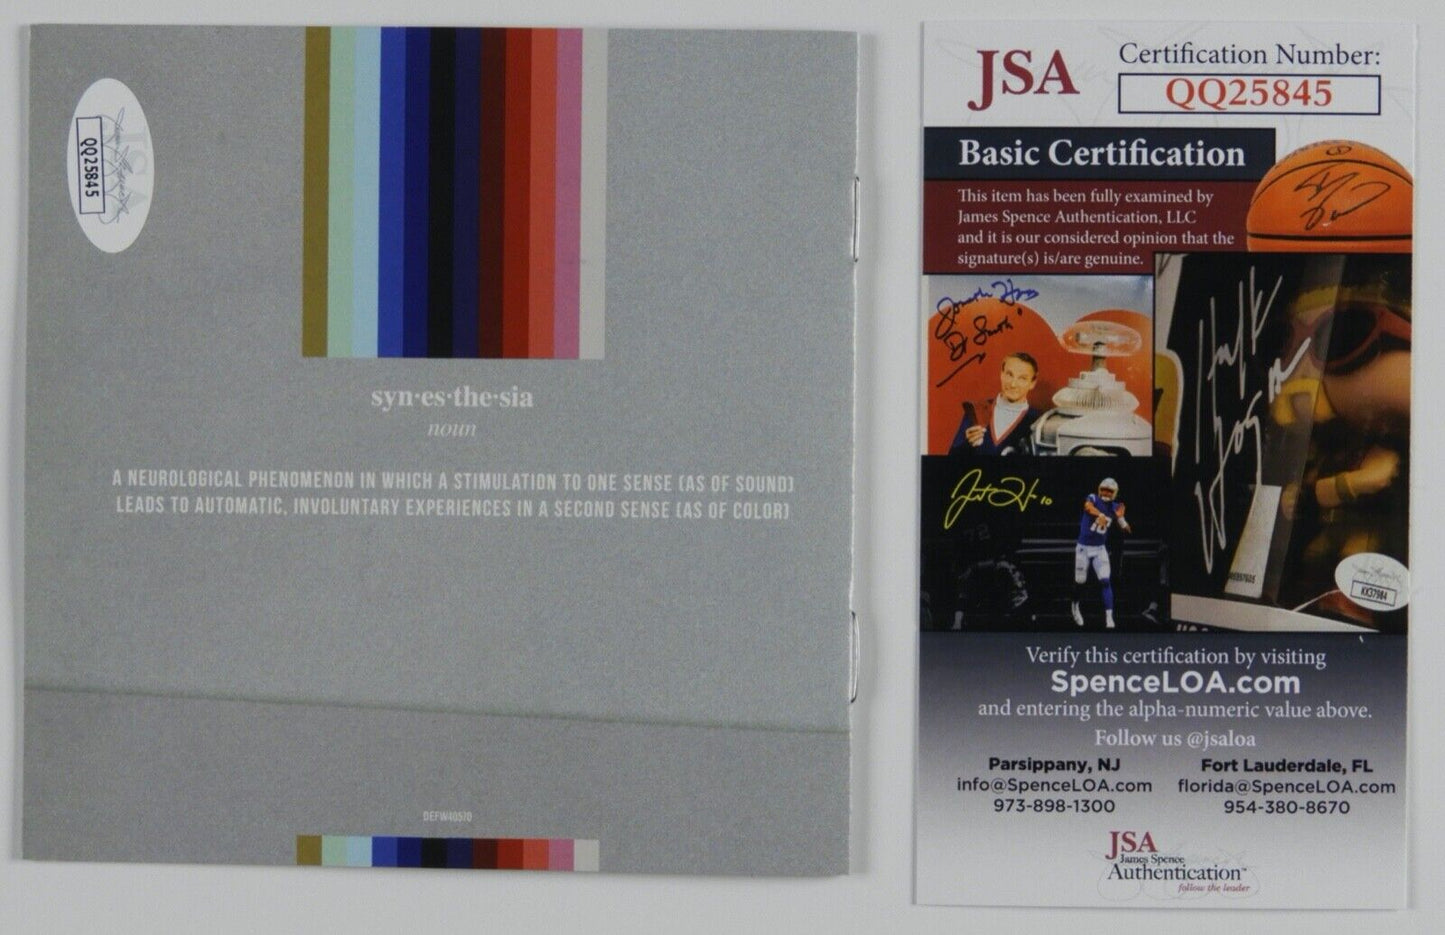 QQ25845
syn·es·the·sia
noun
A NEUROLOGICAL PHENOMENON IN WHICH A STIMULATION TO ONE SENSE (AS OF SOUND)
LEADS TO AUTOMATIC, INVOLUNTARY EXPERIENCES IN A SECOND SENSE (AS OF COLOR)
DEFW40570
JSA
Certification Number:
QQ25845
Basic Certification
This item has been fully examined by
James Spence Authentication, LLC
and it is our considered opinion that the
signature(s) is/are genuine.
Dr Smith
Hulk
KK37984
Verify this certification by visiting
SpenceLOA.com
and entering the alpha-numeric value above.
Follow us @jsaloa
Parsippany, NJ
info@SpenceLOA.com
973-898-1300
Fort Lauderdale, FL
florida@SpenceLOA.com
954-380-8670
JSA
James Spence
Authentication™
follow the leader